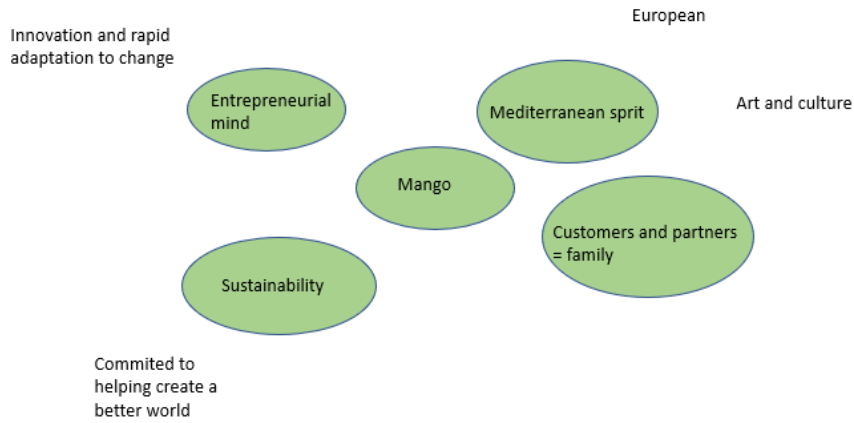 European
Innovation and rapid
adaptation to change
Entrepreneurial
mind
Mediterranean sprit
Art and culture
Mango
Customers and partners
= family
Sustainability
Commited to
helping create a
better world